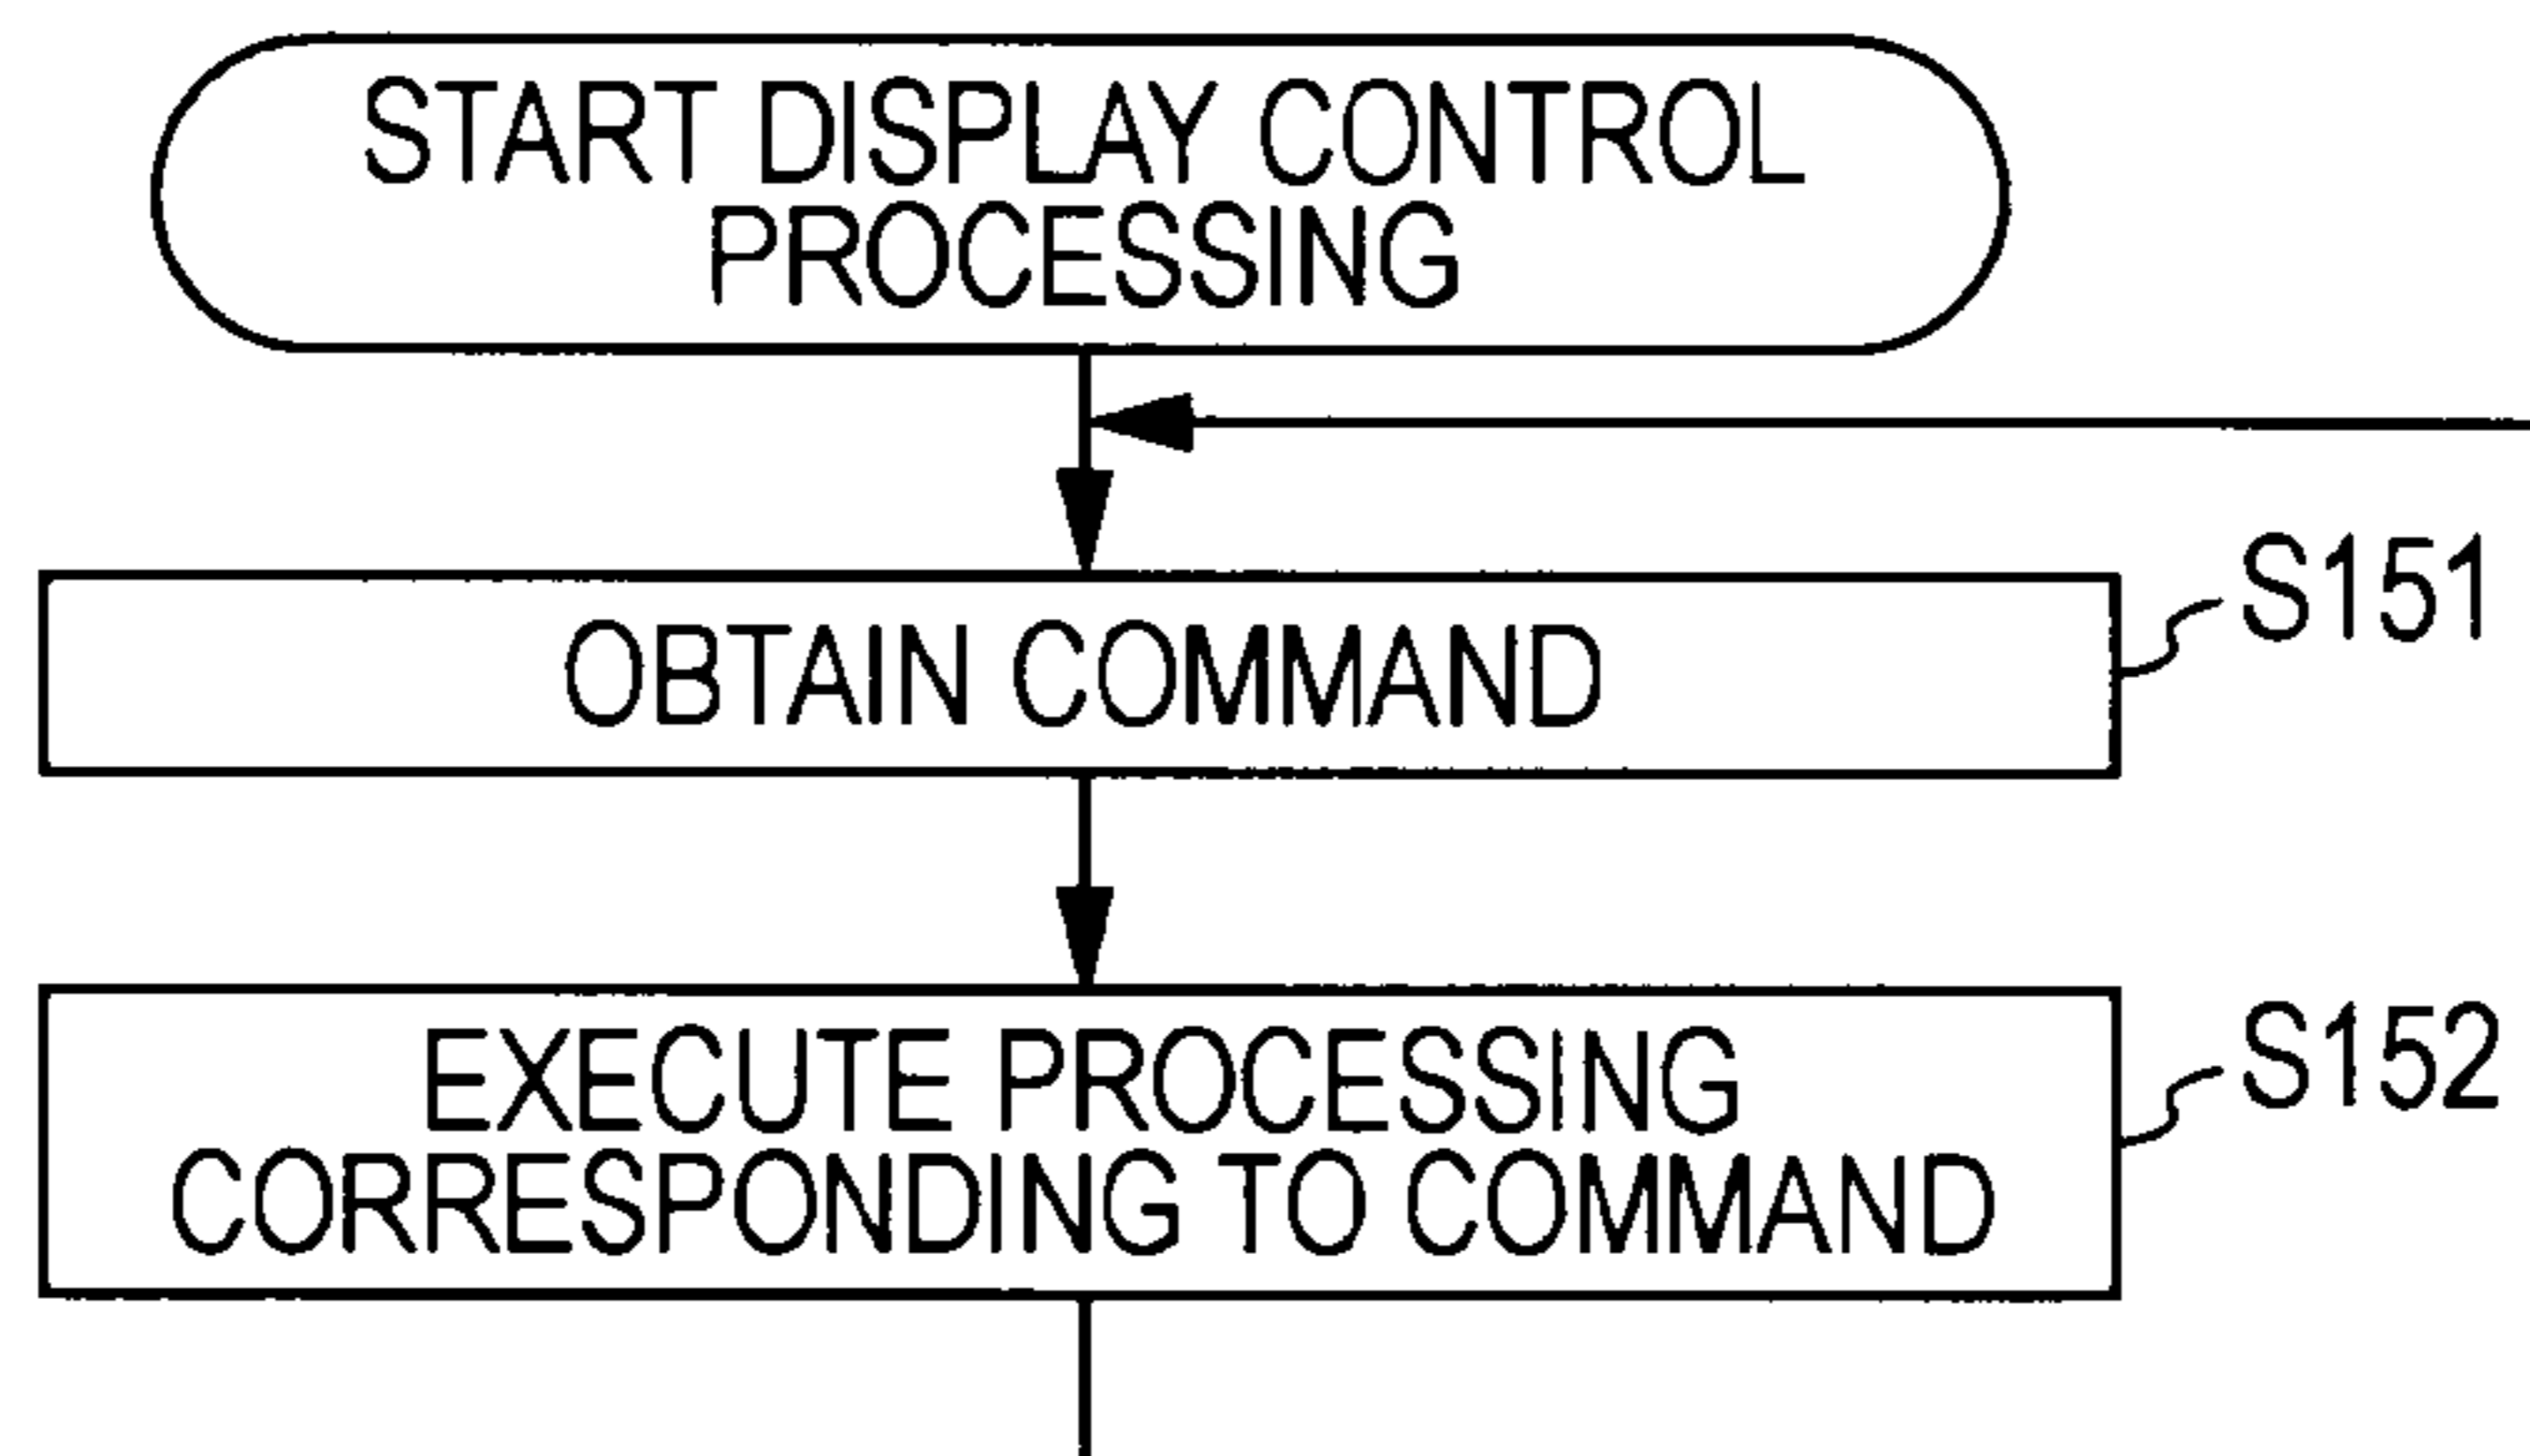 START DISPLAY CONTROL
PROCESSING
S151
OBTAIN COMMAND
S152
EXECUTE PROCESSING
CORRESPONDING TO COMMAND